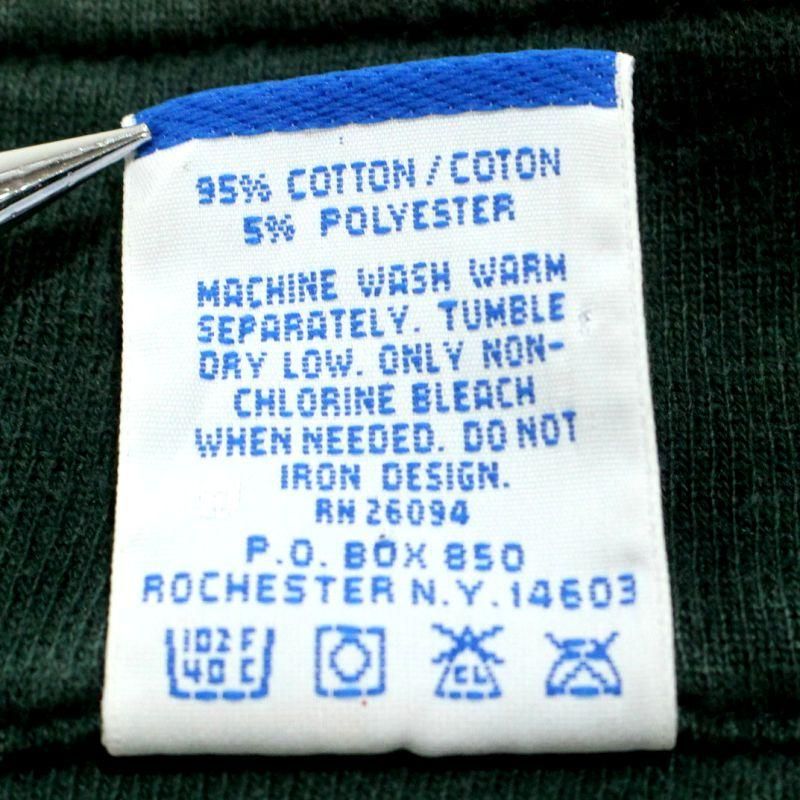 95% COTTON / COTON
5% POLYESTER
MACHINE WASH WARM
SEPARATELY. TUMBLE
DRY LOW. ONLY NON-
CHLORINE BLEACH
WHEN NEEDED. DO NOT
IRON DESIGN.
RN 26094
P.O. BOX 850
ROCHESTER N.Y. 14603
102 F CL
40 C